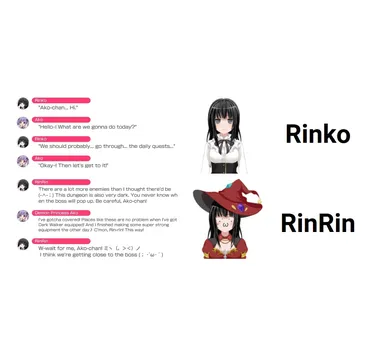 Rinko
"Ako-chan... Hi."
Ako
"Hello~! What are we gonna do today?"
Rinko
"We should probably... go through... the daily quests..."
Ako
"Okay~! Then let's get to it!"
RinRin
There are a lot more enemies than I thought there'd be
This dungeon is also very dark. You never know wh
en the boss will pop up. Be careful, Ako-chan!
Demon Princess Ako
I've gotcha covered! Places like these are no problem when I've got
Dark Walker equipped! And I finished making some super strong
equipment the other day. C'mon, RinRin! This way!
RinRin
W-wait for me, Ako-chan!
I think we're getting close to the boss
Rinko
RinRin